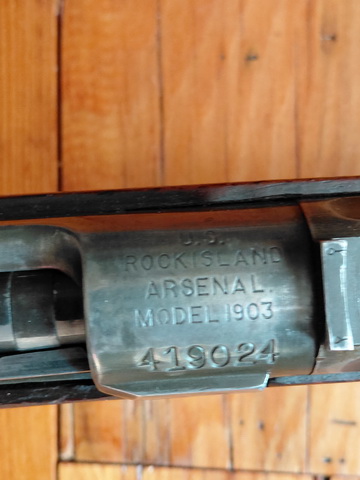 U.S.
ROCK ISLAND
ARSENAL.
MODEL 1903
419024